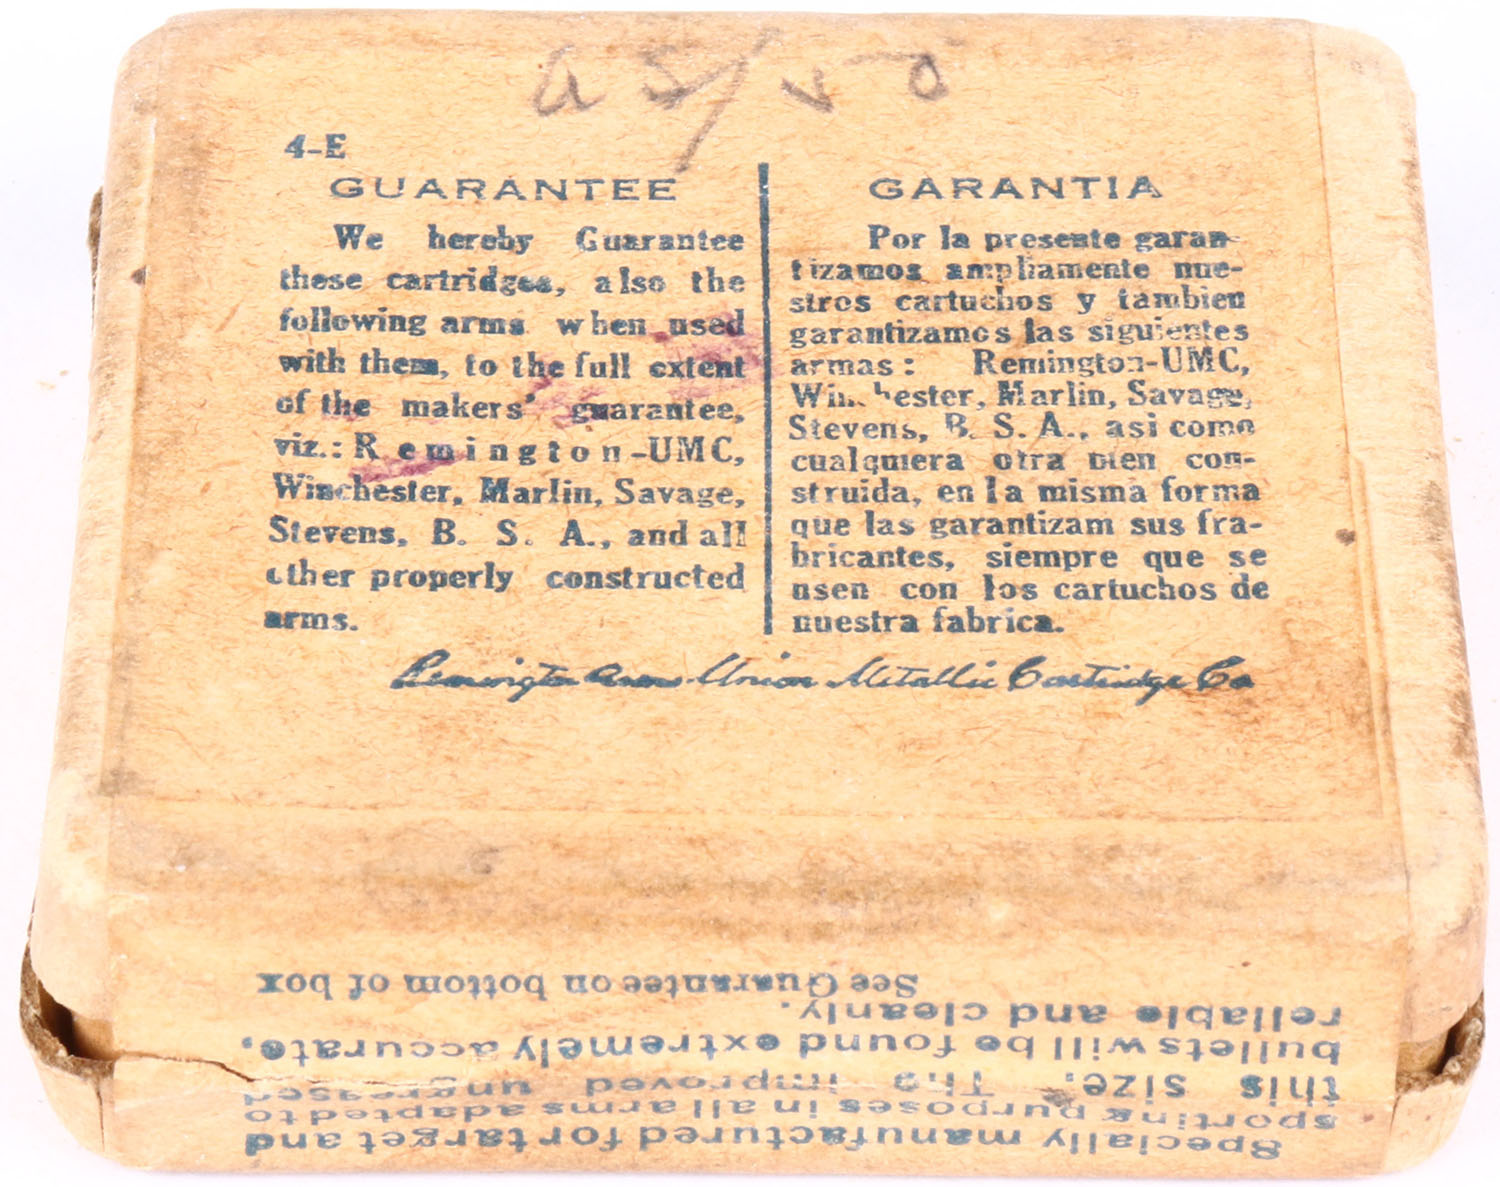 4-E
GUARANTEE
We hereby Guarantee
these cartridges, also the
following arms when used
with them, to the full extent
of the makers' guarantee,
viz.: Remington-UMC,
Winchester, Marlin, Savage,
Stevens, B. S. A., and all
other properly constructed
arms.
GARANTIA
Por la presente garan-
tizamos ampliamente nue-
stros cartuchos y tambien
garantizamos las siguientes
armas: Remington-UMC,
Winchester, Marlin, Savage,
Stevens, B. S. A., asi como
cualquiera otra bien con-
struida, en la misma forma
que las garantizam sus fra-
bricantes, siempre que se
usen con los cartuchos de
nuestra fabrica.
Remington Arms Union Metallic Cartridge Co
Specially manufactured for target and
sporting purposes in all arms adapted to
this size. The improved ungreased
bullets will be found extremely accurate,
reliable and cleanly.
See Guarantee on bottom of box